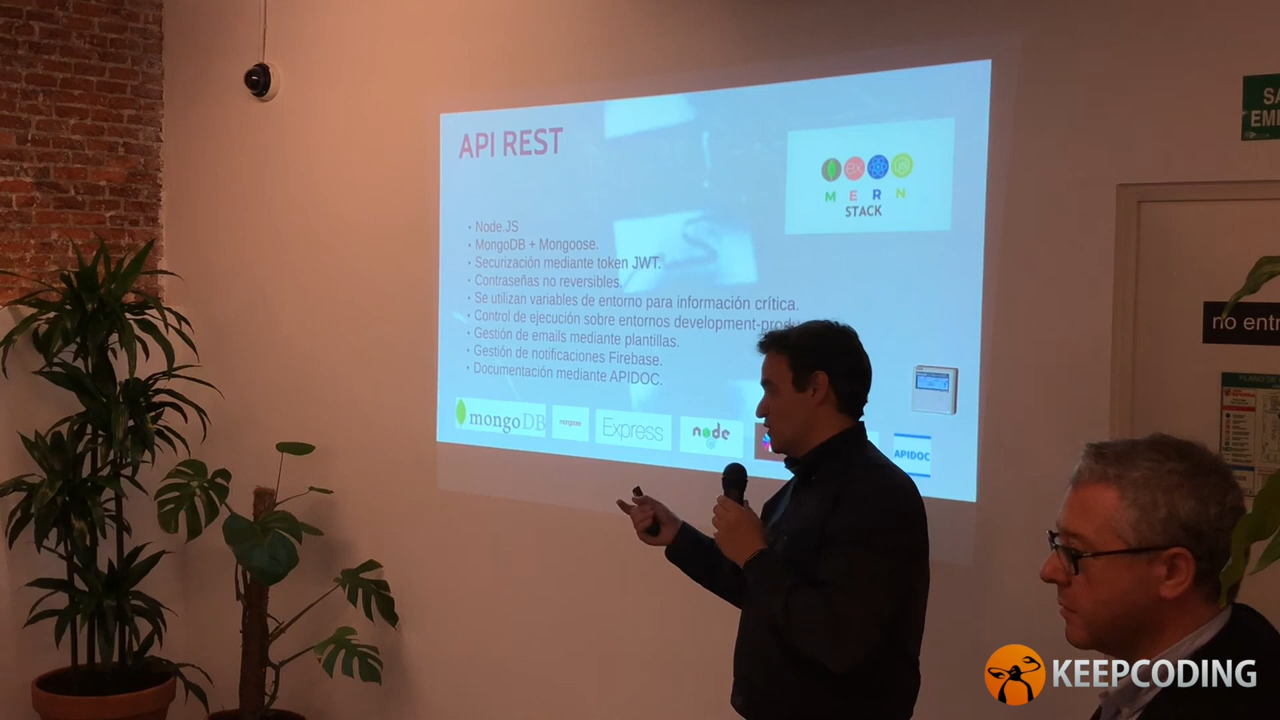 API REST
MERN
STACK
• Node.JS
• MongoDB + Mongoose.
• Securización mediante token JWT.
• Contraseñas no reversibles.
• Se utilizan variables de entorno para información crítica.
• Control de ejecución sobre entornos development-produ
• Gestión de emails mediante plantillas.
• Gestión de notificaciones Firebase.
• Documentación mediante APIDOC.
mongoDB
mongoose
Express
node
APIDOC
SA
EME
no entr
KEEPCODING